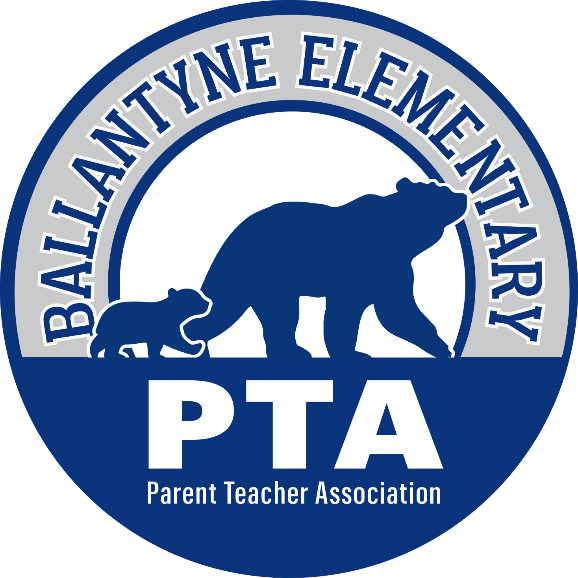 BALLANTYNE ELEMENTARY
PTA
Parent Teacher Association